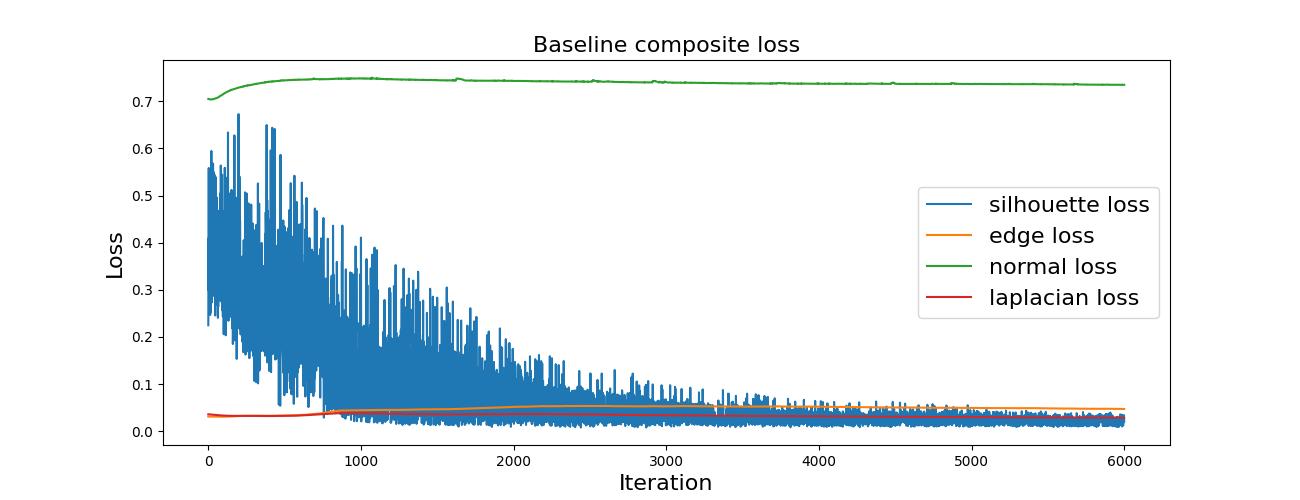 Baseline composite loss
Loss
0.7
0.6
0.5
0.4
0.3
0.2
0.1
0.0
silhouette loss
edge loss
normal loss
laplacian loss
0 1000 2000 3000 4000 5000 6000
Iteration